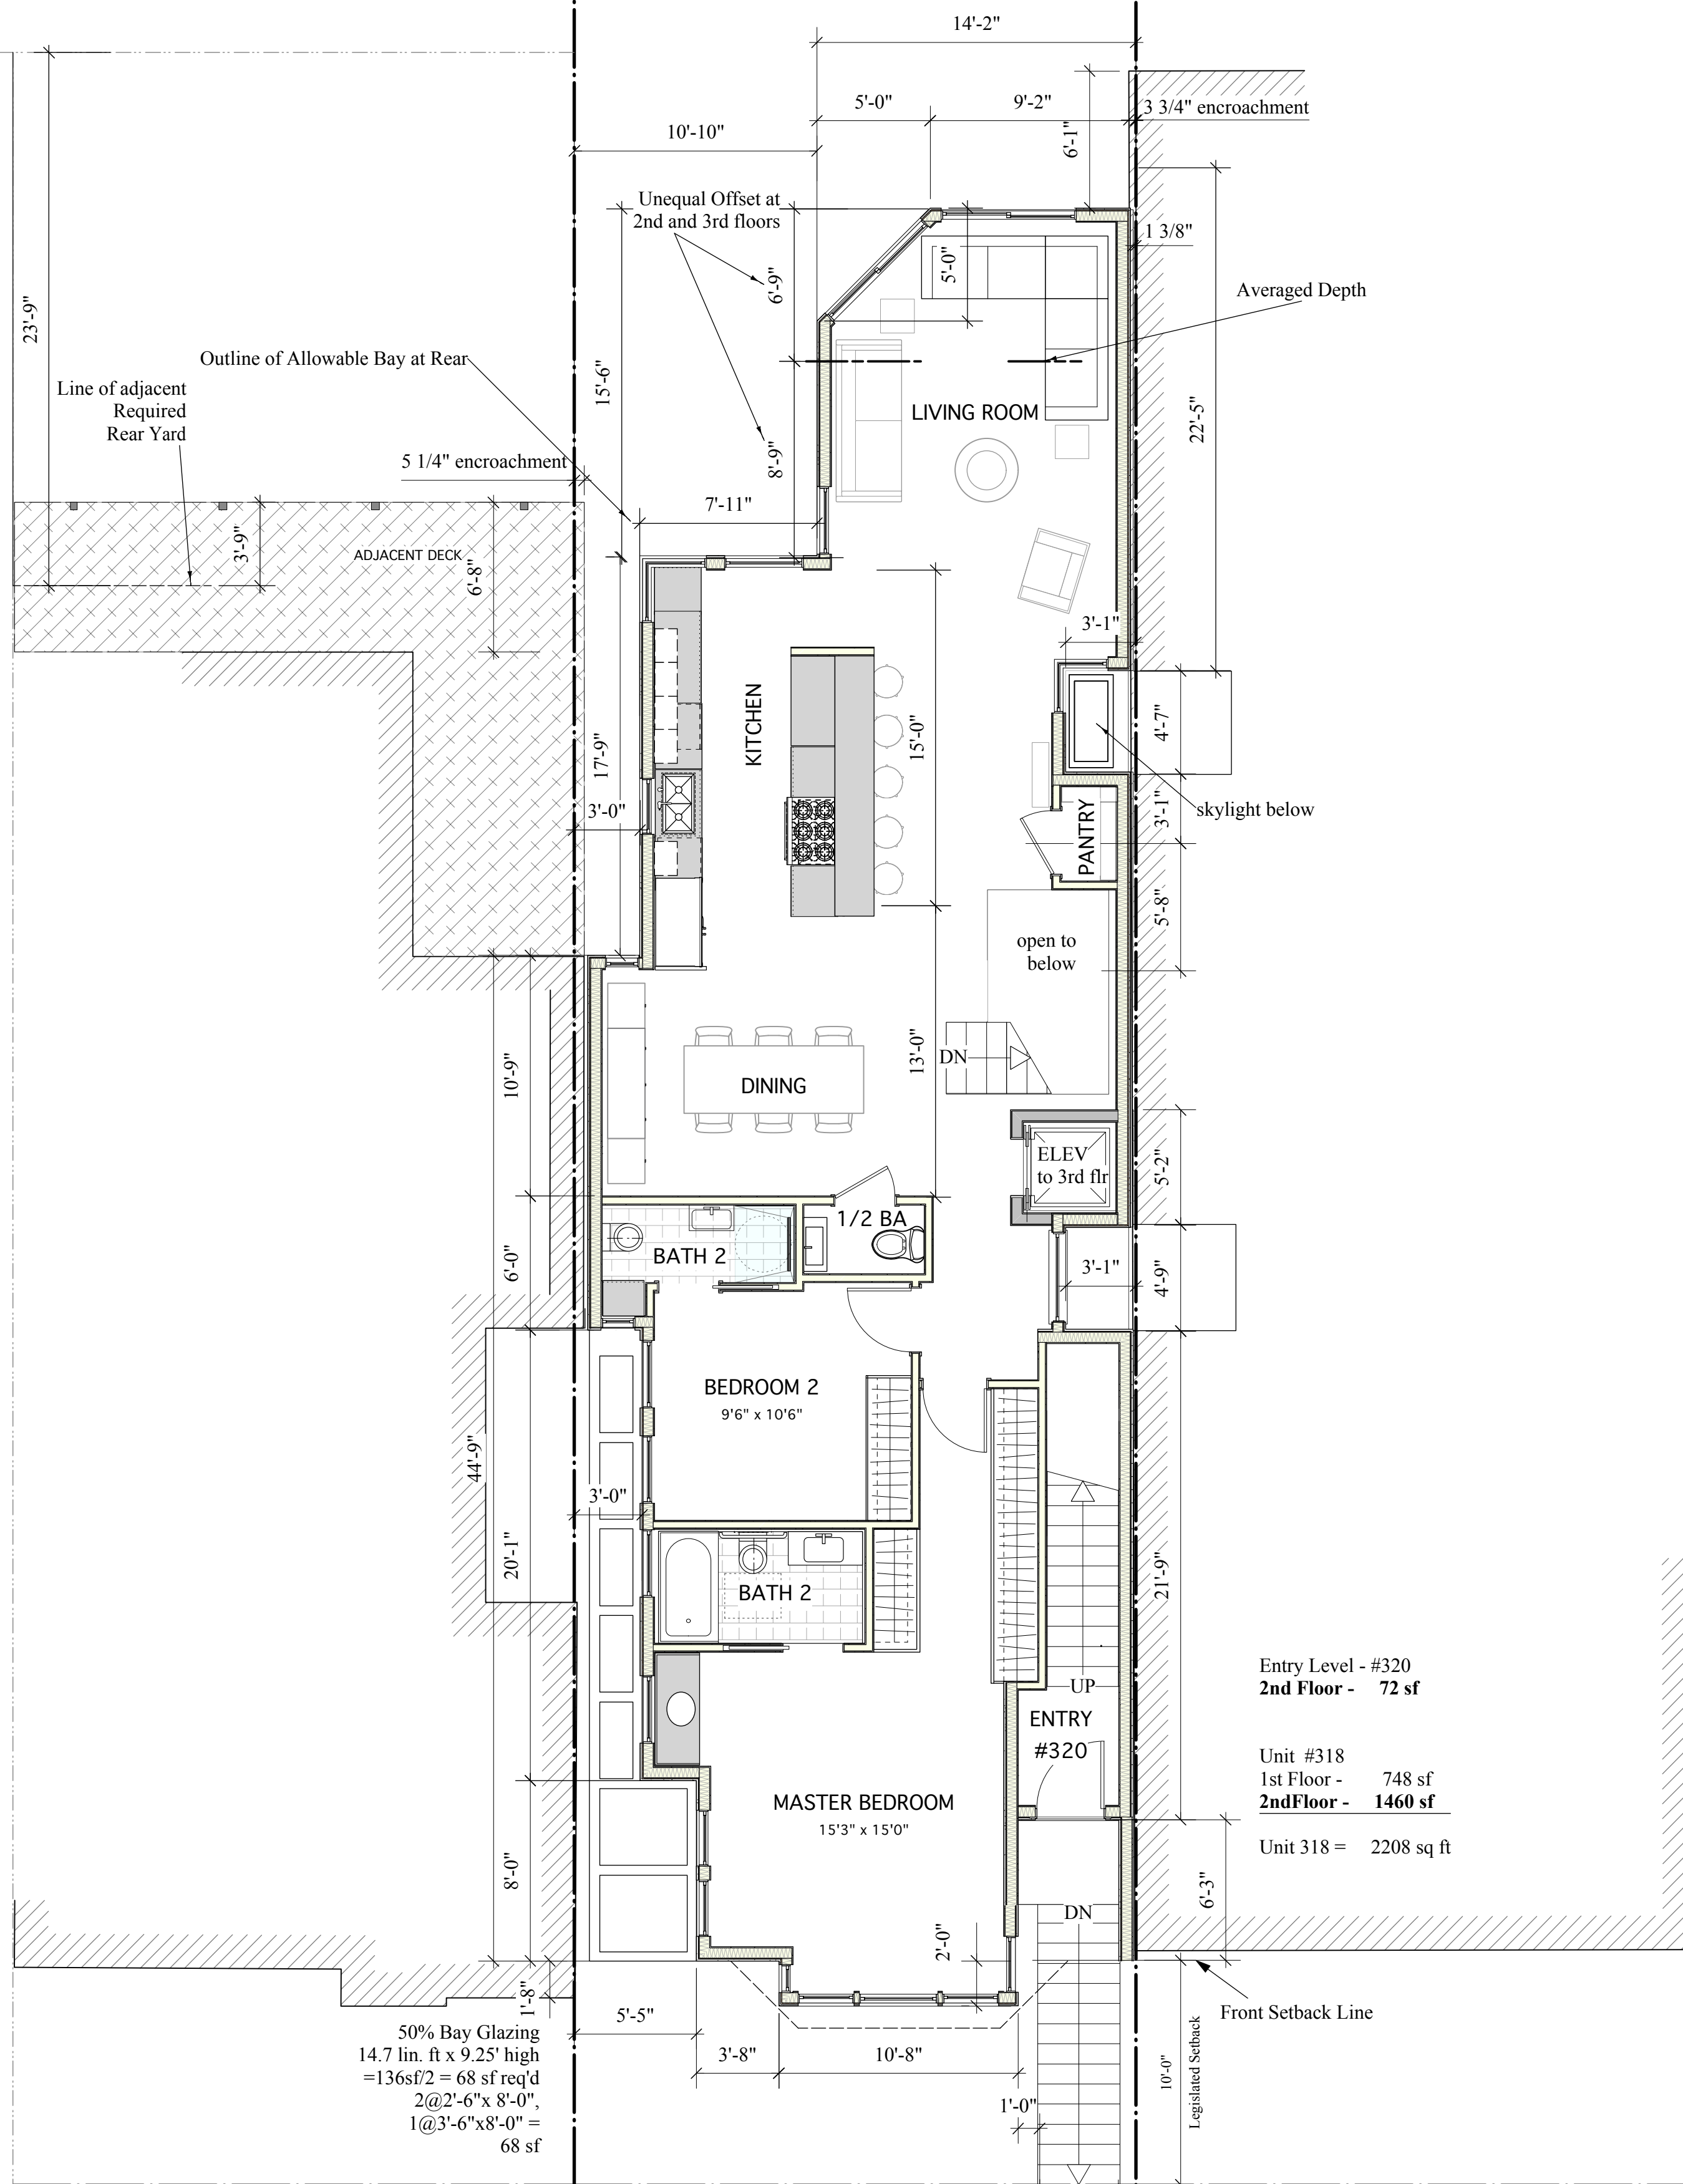 14'-2"
5'-0"
9'-2"
3 3/4" encroachment
6'-1"
10'-10"
Unequal Offset at
2nd and 3rd floors
1 3/8"
23'-9"
6'-9"
5'-0"
Averaged Depth
Outline of Allowable Bay at Rear
15'-6"
Line of adjacent
Required
Rear Yard
LIVING ROOM
22'-5"
8'-9"
5 1/4" encroachment
7'-11"
3'-9"
ADJACENT DECK
6'-8"
3'-1"
KITCHEN
15'-0"
4'-7"
17'-9"
3'-0"
skylight below
3'-1"
PANTRY
5'-8"
open to
below
10'-9"
13'-0"
DN
DINING
ELEV
to 3rd flr
5'-2"
1/2 BA
BATH 2
6'-0"
3'-1"
4'-9"
BEDROOM 2
9'6" x 10'6"
44'-9"
3'-0"
20'-1"
21'-9"
BATH 2
Entry Level - #320
2nd Floor - 72 sf
UP
ENTRY
#320
Unit #318
1st Floor - 748 sf
2ndFloor - 1460 sf
Unit 318 = 2208 sq ft
MASTER BEDROOM
15'3" x 15'0"
8'-0"
6'-3"
DN
2'-0"
1'-8"
5'-5"
Front Setback Line
50% Bay Glazing
14.7 lin. ft x 9.25' high
=136sf/2 = 68 sf req'd
2@2'-6"x 8'-0",
1@3'-6"x8'-0" =
68 sf
3'-8"
10'-8"
1'-0"
10'-0"
Legislated Setback